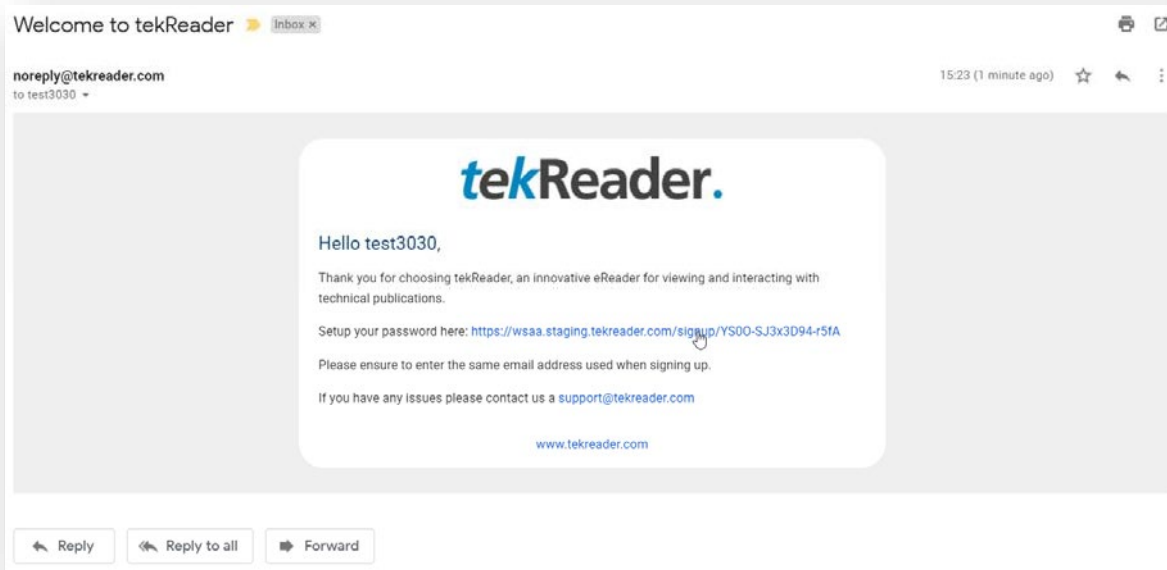 Welcome to tekReader Inbox x
noreply@tekreader.com 15:23 (1 minute ago)
to test3030
tekReader.
Hello test3030,
Thank you for choosing tekReader, an innovative eReader for viewing and interacting with
technical publications.
Setup your password here: https://wsaa.staging.tekreader.com/signup/YS0O-SJ3x3D94-r5fA
Please ensure to enter the same email address used when signing up.
If you have any issues please contact us a support@tekreader.com
www.tekreader.com
Reply Reply to all Forward